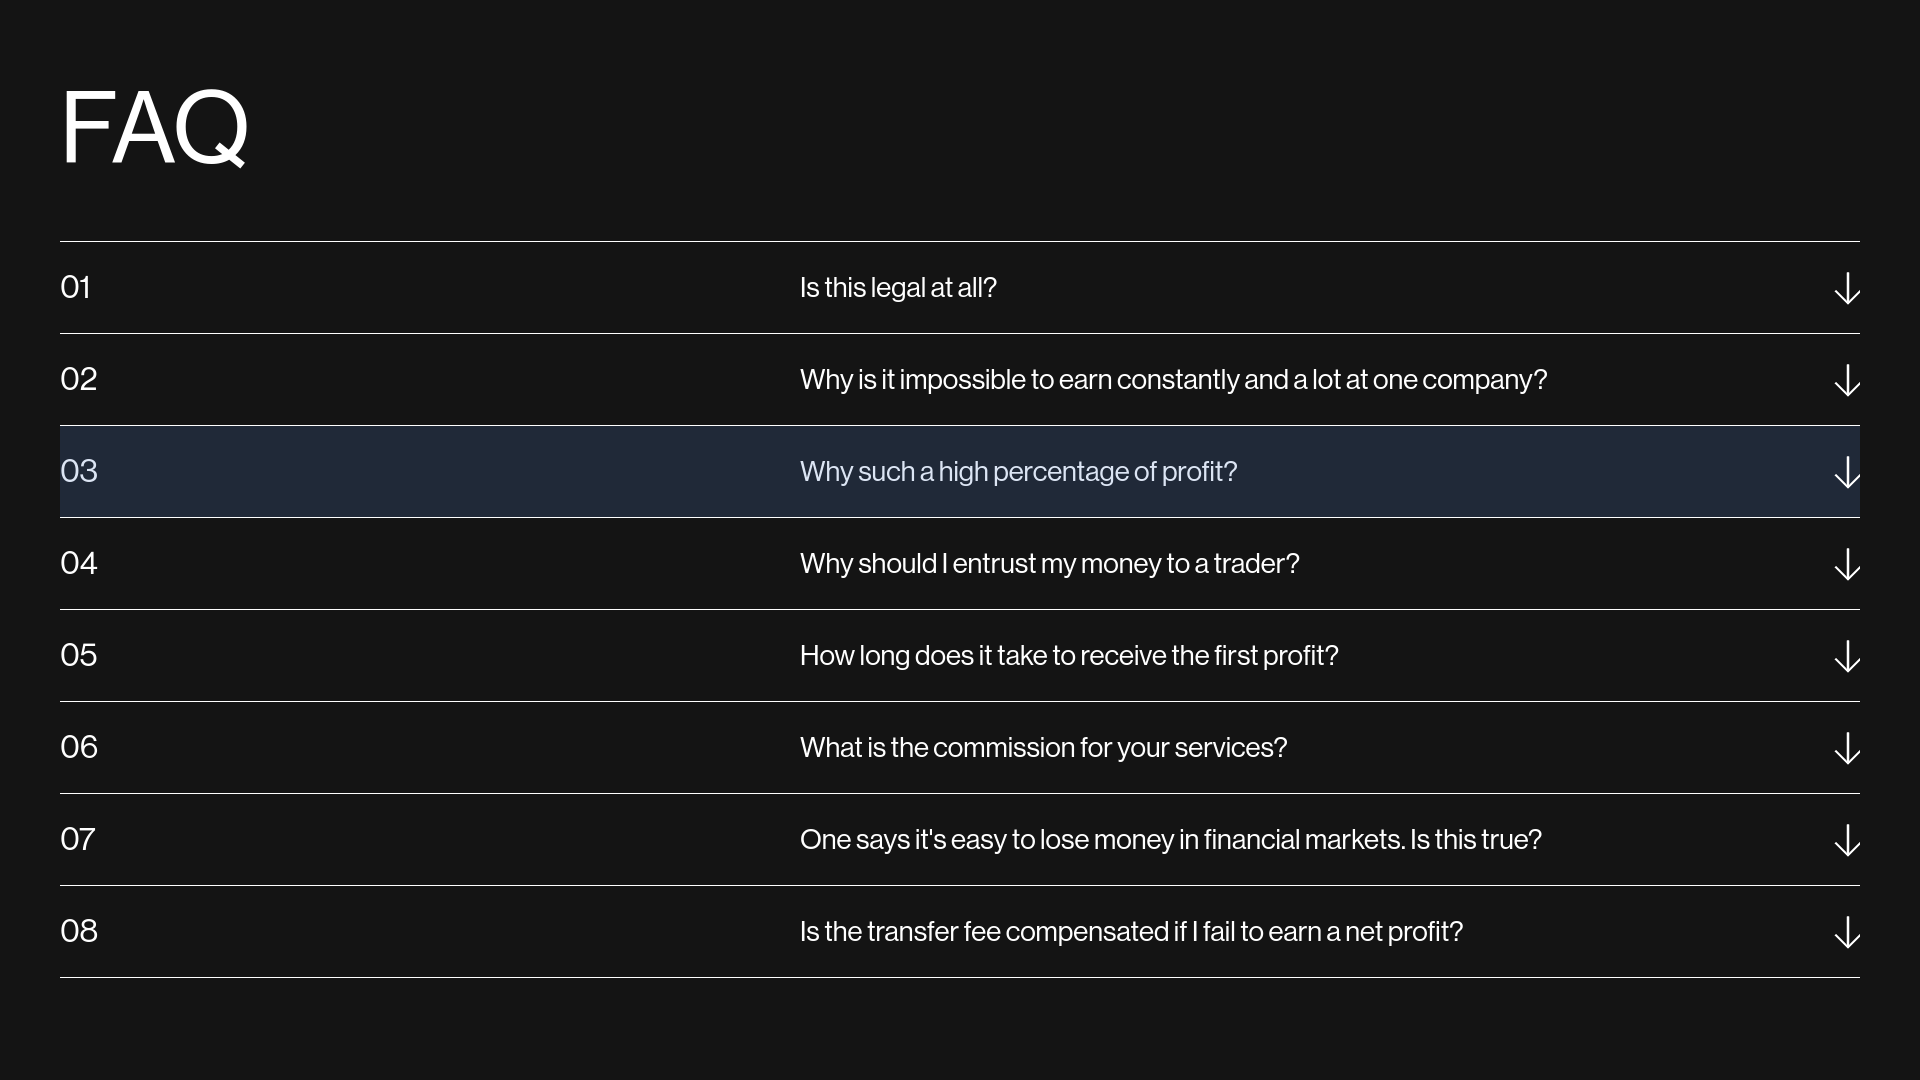 FAQ
01 Is this legal at all?
02 Why is it impossible to earn constantly and a lot at one company?
03 Why such a high percentage of profit?
04 Why should I entrust my money to a trader?
05 How long does it take to receive the first profit?
06 What is the commission for your services?
07 One says it's easy to lose money in financial markets. Is this true?
08 Is the transfer fee compensated if I fail to earn a net profit?